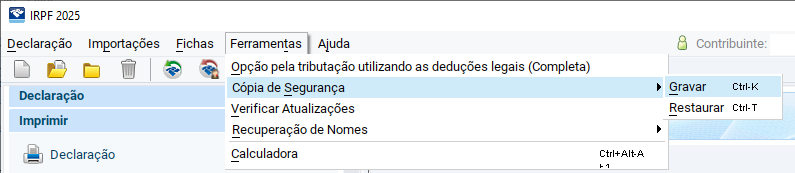 IRPF 2025
Declaração Importações Fichas Ferramentas Ajuda Contribuinte:
Opção pela tributação utilizando as deduções legais (Completa)
Declaração
Cópia de Segurança
Gravar Ctrl-K
Verificar Atualizações
Restaurar Ctrl-T
Imprimir
Recuperação de Nomes
Declaração
Calculadora Ctrl+Alt-A